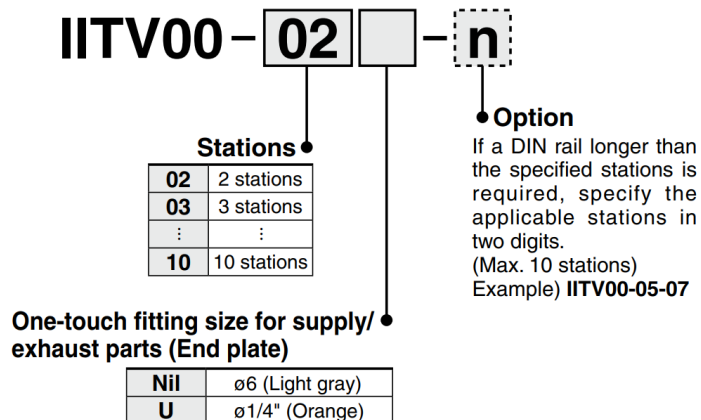 IITV00 - 02 - n
Option
If a DIN rail longer than
the specified stations is
required, specify the
applicable stations in
two digits.
(Max. 10 stations)
Example) IITV00-05-07
Stations
02 2 stations
03 3 stations
⋮ ⋮
10 10 stations
One-touch fitting size for supply/
exhaust parts (End plate)
Nil ø6 (Light gray)
U ø1/4" (Orange)